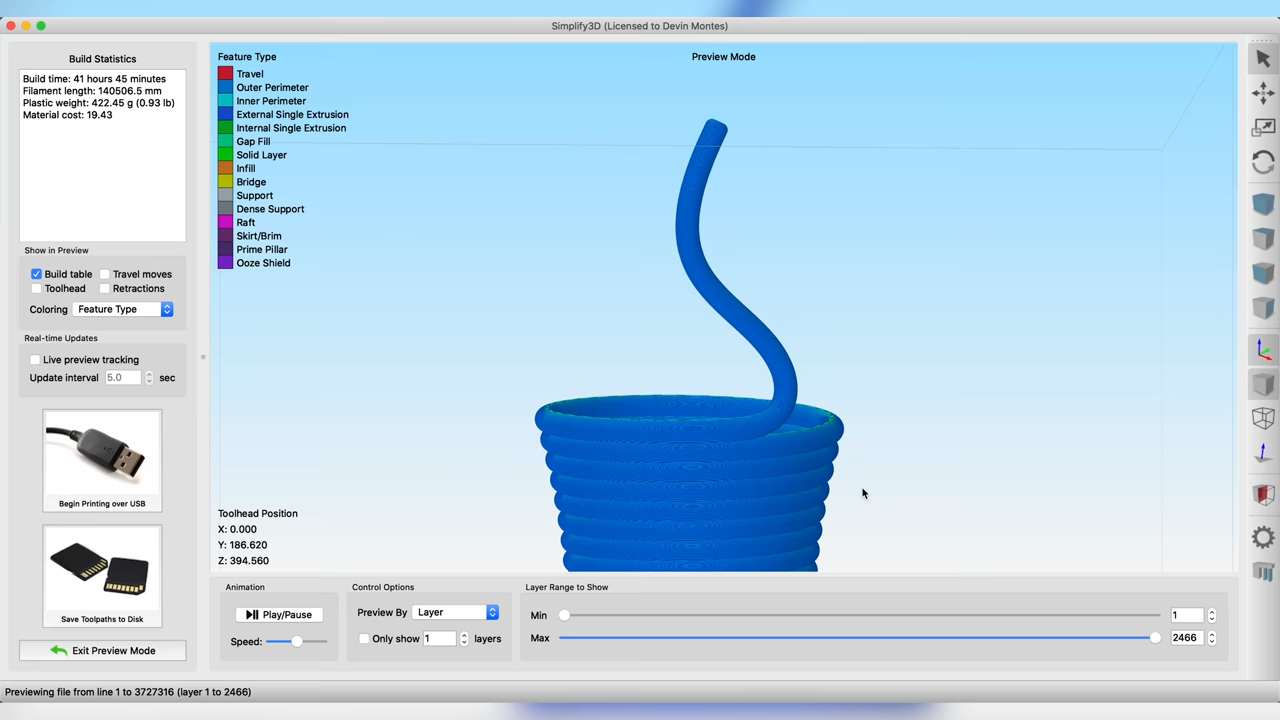 Simplify3D (Licensed to Devin Montes)
Build Statistics
Build time: 41 hours 45 minutes
Filament length: 140506.5 mm
Plastic weight: 422.45 g (0.93 lb)
Material cost: 19.43
Show in Preview
Build table
Travel moves
Toolhead
Retractions
Coloring
Feature Type
Real-time Updates
Live preview tracking
Update interval 5.0 sec
Begin Printing over USB
Save Toolpaths to Disk
Exit Preview Mode
Feature Type
Travel
Outer Perimeter
Inner Perimeter
External Single Extrusion
Internal Single Extrusion
Gap Fill
Solid Layer
Infill
Bridge
Support
Dense Support
Raft
Skirt/Brim
Prime Pillar
Ooze Shield
Preview Mode
Toolhead Position
X: 0.000
Y: 186.620
Z: 394.560
Animation
Play/Pause
Speed:
Control Options
Preview By Layer
Only show 1 layers
Layer Range to Show
Min 1
Max 2466
Previewing file from line 1 to 3727316 (layer 1 to 2466)